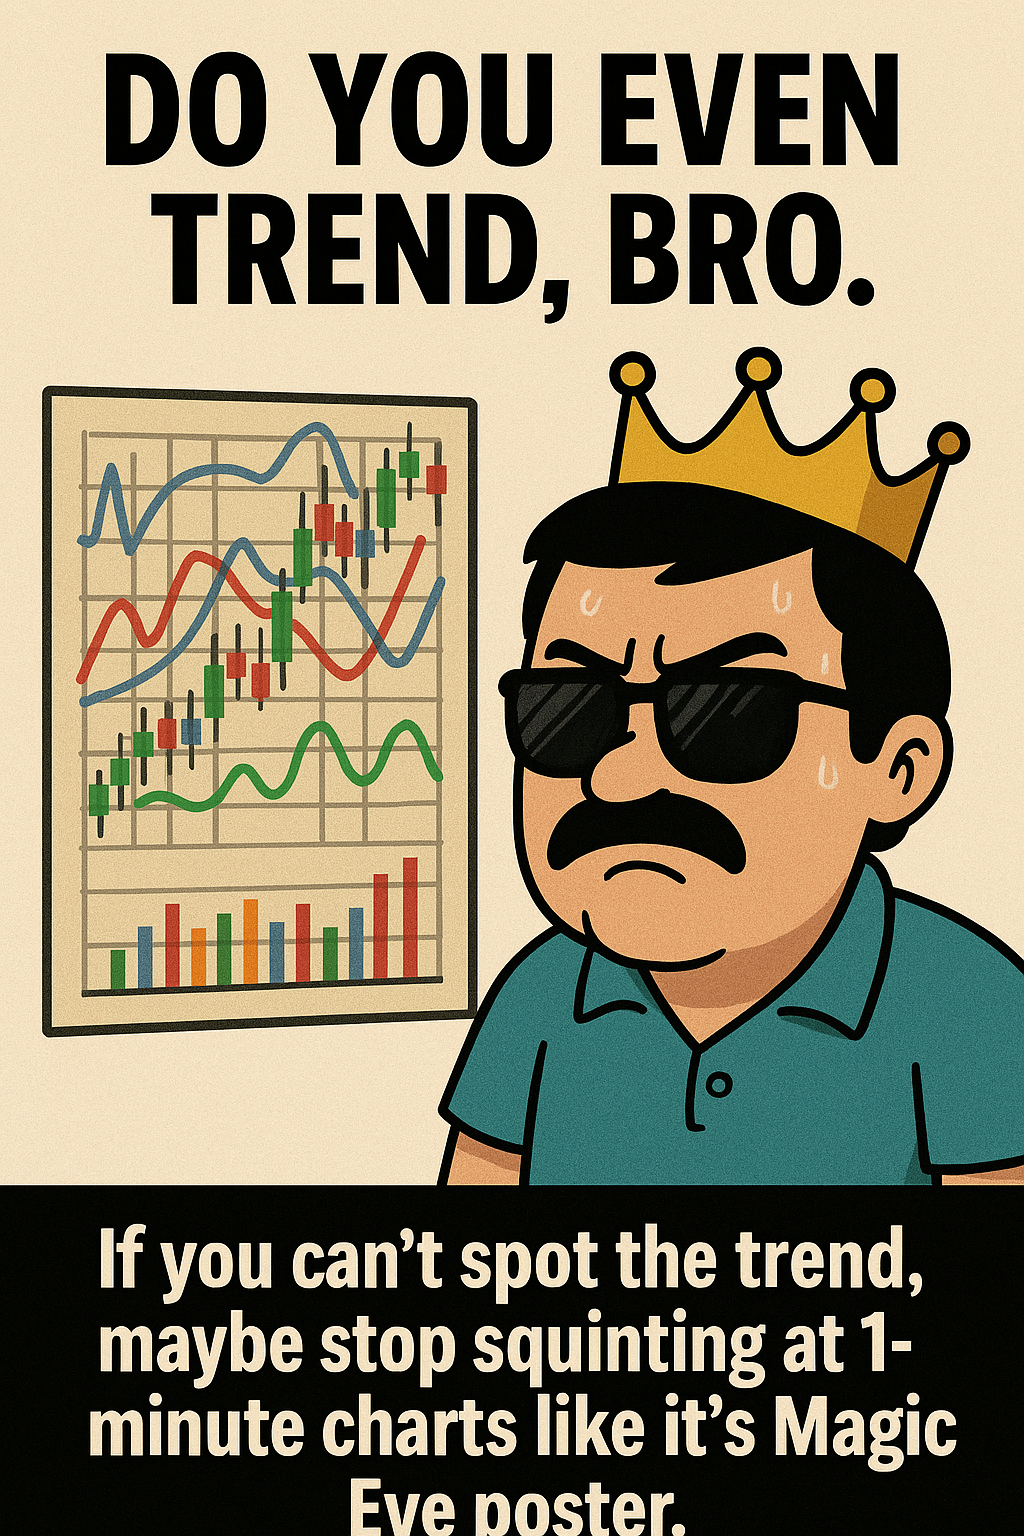 DO YOU EVEN
TREND, BRO.
If you can't spot the trend,
maybe stop squinting at 1-
minute charts like it's Magic
Eye poster.